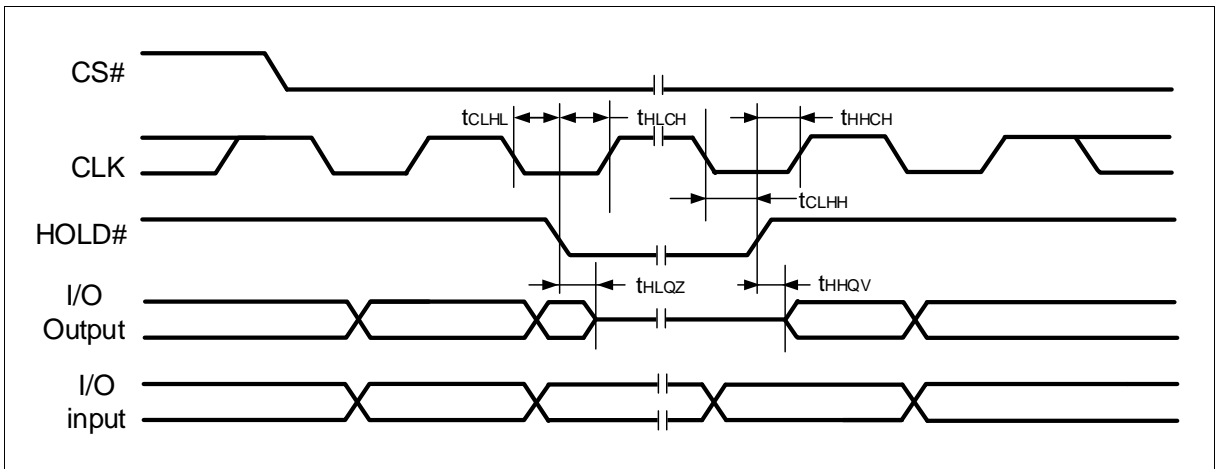 CS#
tCLHL
tHLCH
tHHCH
CLK
tCLHH
HOLD#
tHLQZ
tHHQV
I/O
Output
I/O
input